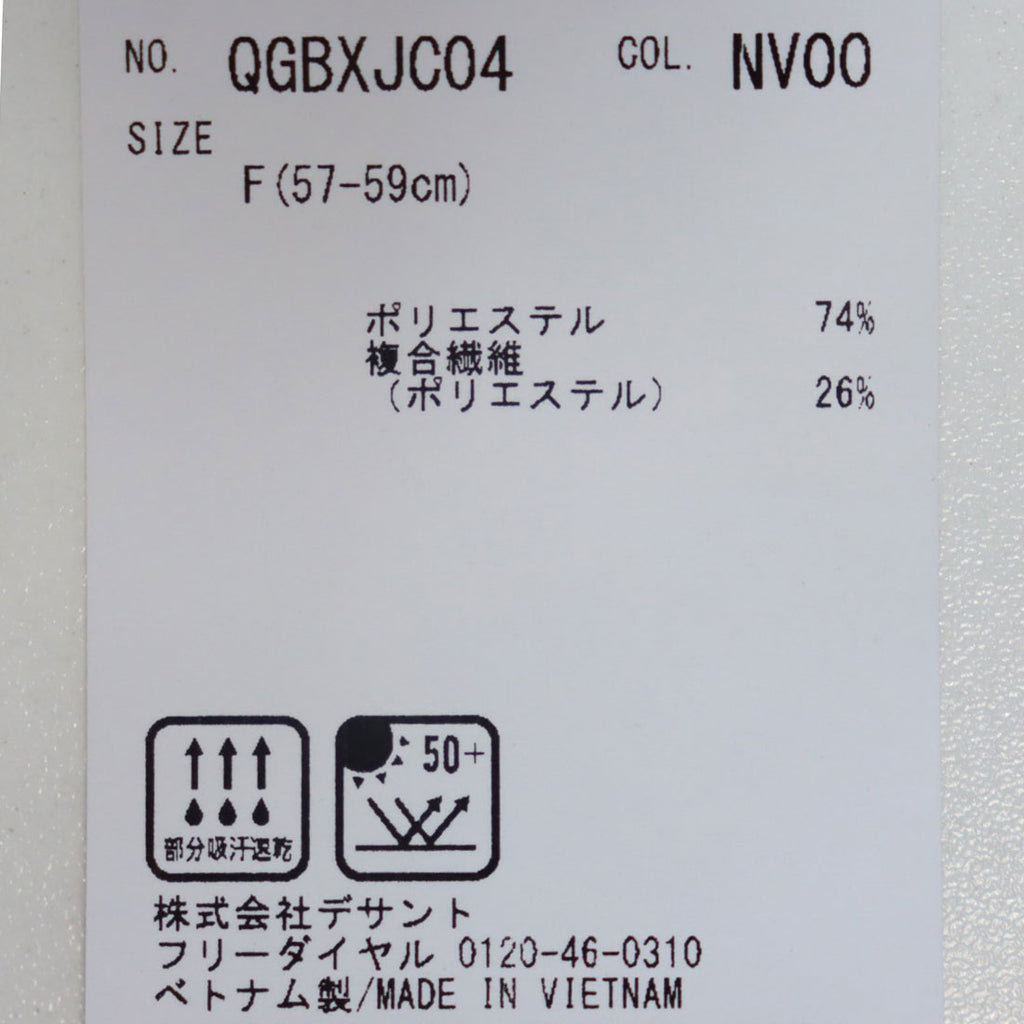 NO. QGBXJC04 COL. NV00
SIZE
F(57-59cm)
ポリエステル 74%
複合繊維
(ポリエステル) 26%
50+
部分吸汗速乾
株式会社デサント
フリーダイヤル 0120-46-0310
ベトナム製/MADE IN VIETNAM